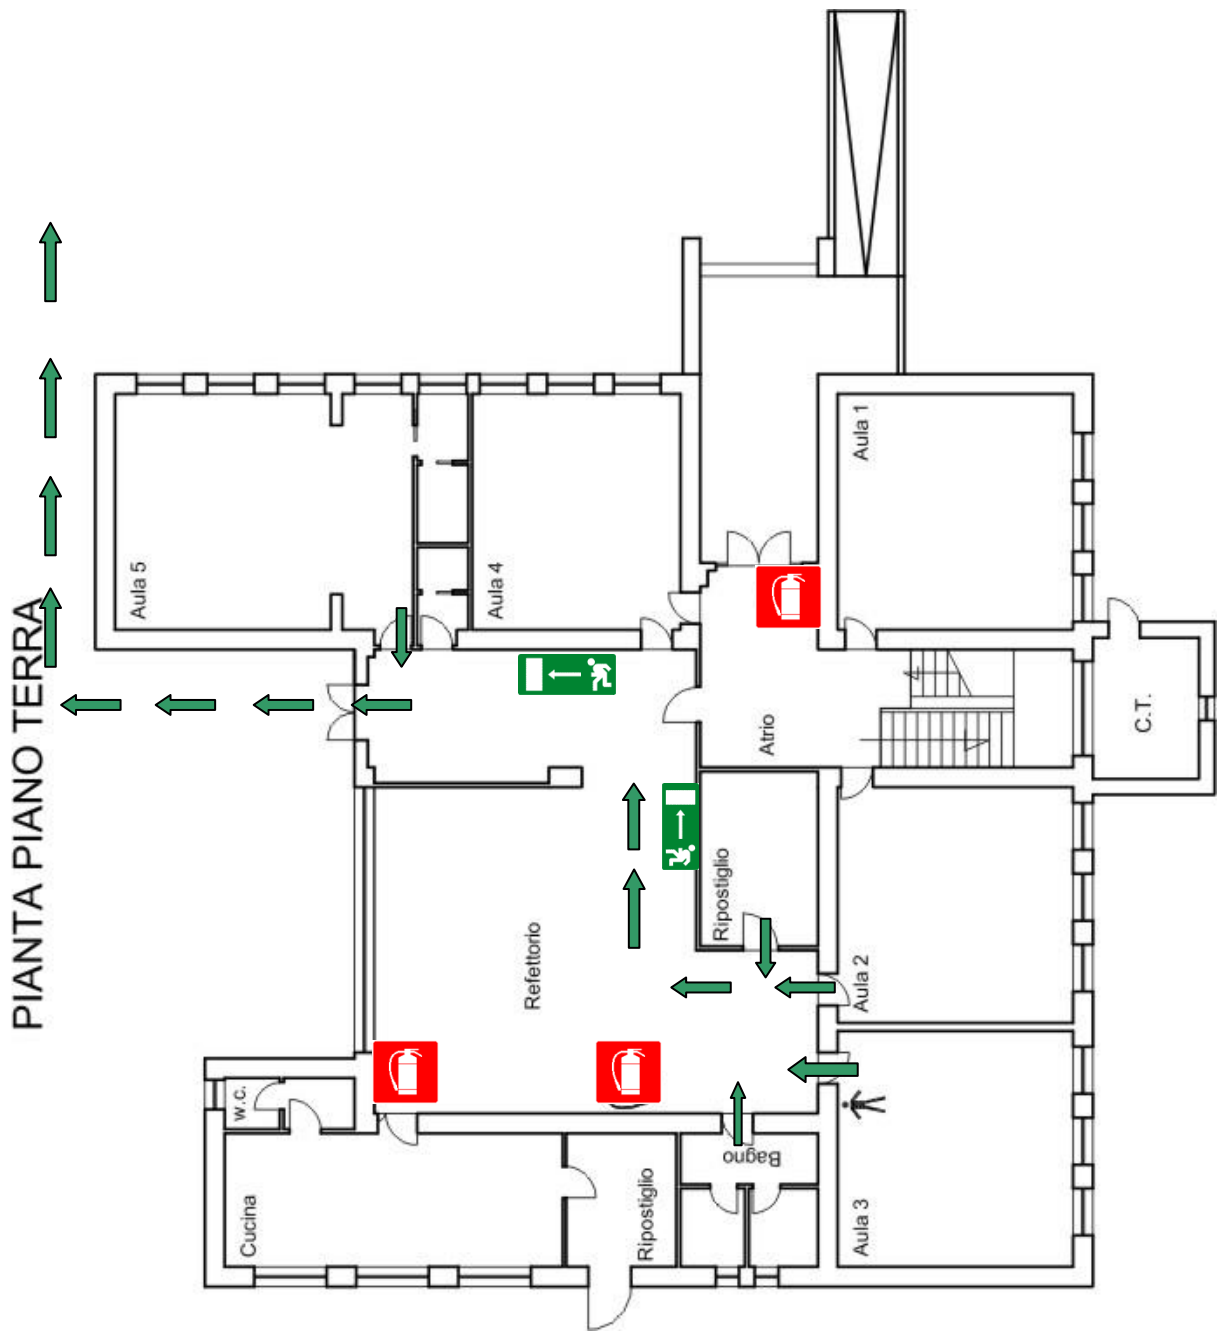 PIANTA PIANO TERRA
Aula 5
Aula 4
Aula 1
Atrio
C.T.
Ripostiglio
Refettorio
Aula 2
w.c.
Bagno
Cucina
Ripostiglio
Aula 3